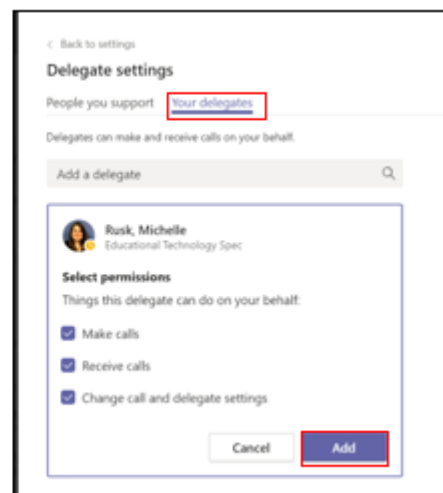 < Back to settings
Delegate settings
People you support Your delegates
Delegates can make and receive calls on your behalf.
Add a delegate
Rusk, Michelle
Educational Technology Spec
Select permissions
Things this delegate can do on your behalf:
Make calls
Receive calls
Change call and delegate settings
Cancel Add